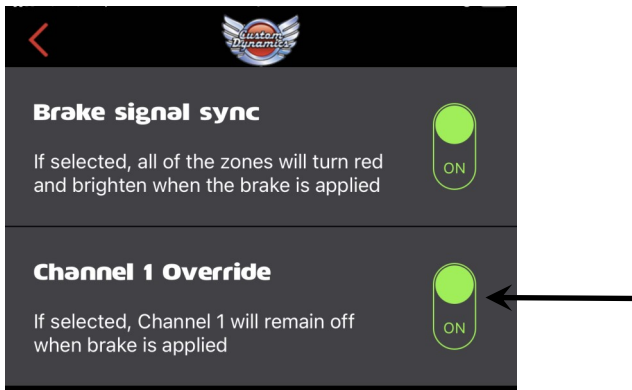 Custom
Dynamics
Brake signal sync
If selected, all of the zones will turn red
and brighten when the brake is applied
ON
Channel 1 Override
If selected, Channel 1 will remain off
when brake is applied
ON